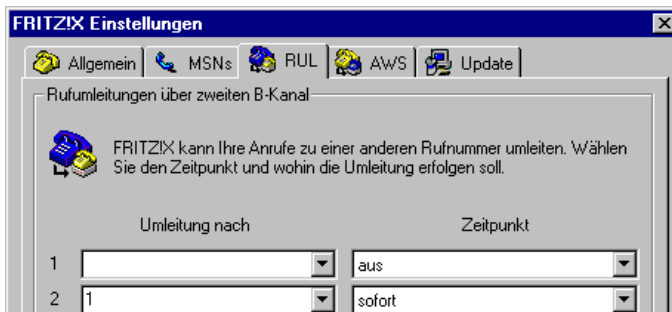 FRITZ!X Einstellungen
Allgemein MSNs RUL AWS Update
Rufumleitungen über zweiten B-Kanal
FRITZ!X kann Ihre Anrufe zu einer anderen Rufnummer umleiten. Wählen
Sie den Zeitpunkt und wohin die Umleitung erfolgen soll.
Umleitung nach Zeitpunkt
1 aus
2 1 sofort